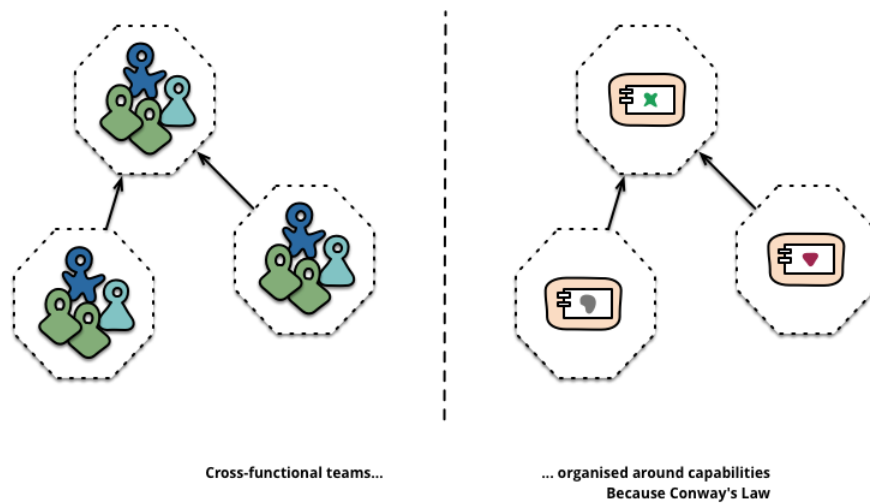 Cross-functional teams...
... organised around capabilities
Because Conway's Law